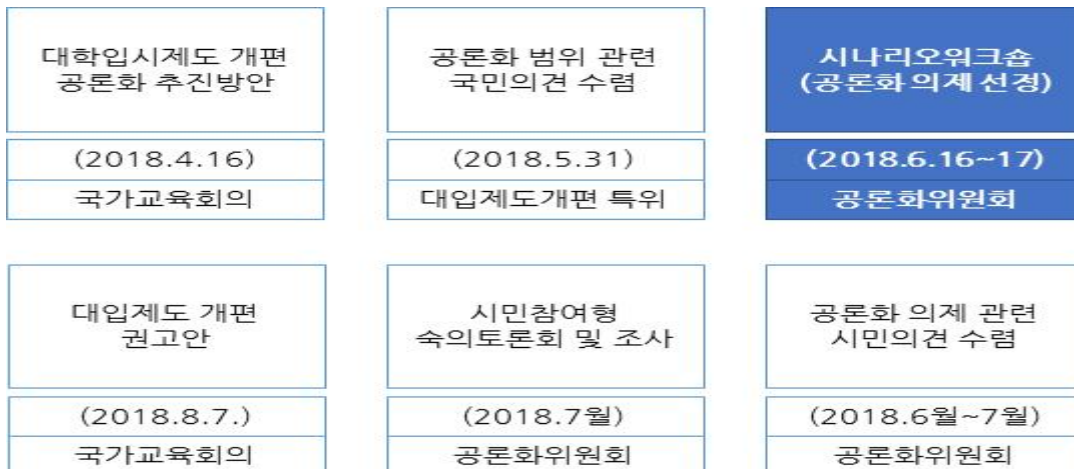 대학입시제도 개편
공론화 추진방안
(2018.4.16)
국가교육회의
공론화 범위 관련
국민의견 수렴
(2018.5.31)
대입제도개편 특위
시나리오워크숍
(공론화 의제 선정)
(2018.6.16~17)
공론화위원회
대입제도 개편
권고안
(2018.8.7.)
국가교육회의
시민참여형
숙의토론회 및 조사
(2018.7월)
공론화위원회
공론화 의제 관련
시민의견 수렴
(2018.6월~7월)
공론화위원회